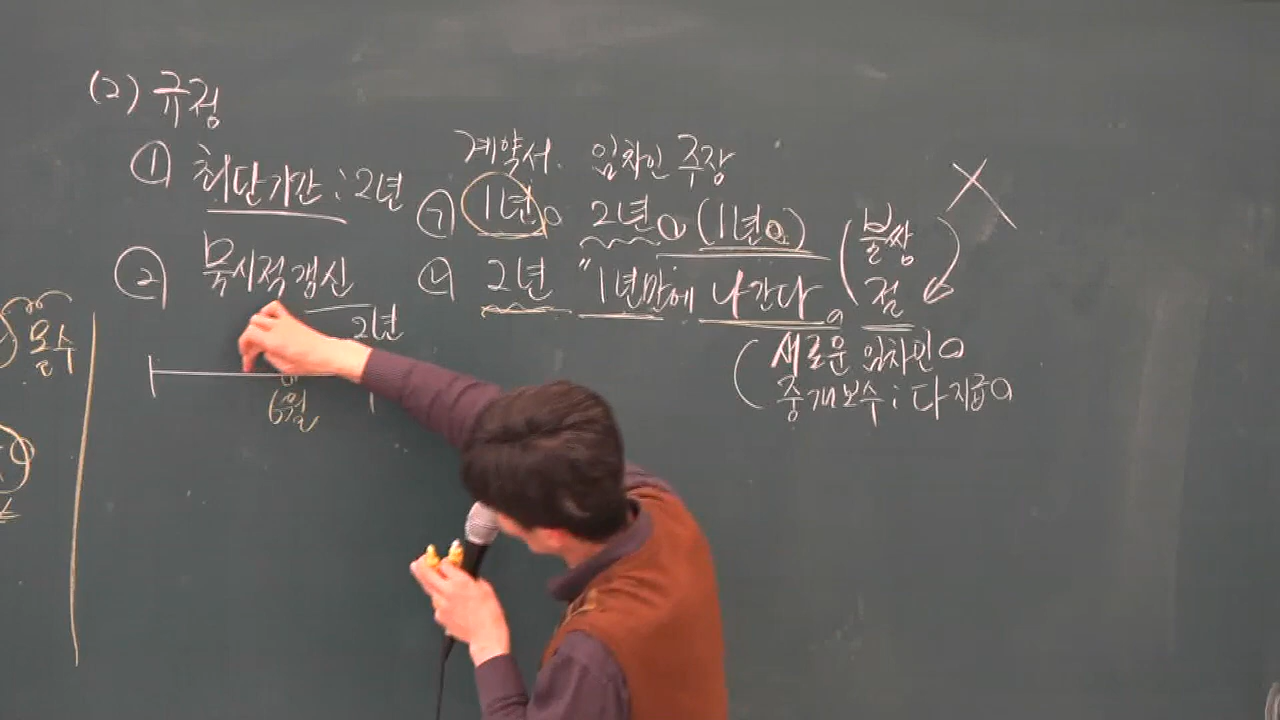 (2) 규정
① 최단기간 : 2년
계약서. 임차인 주장
㉠ 1년. 2년. (1년.)
(불쌍
점
② 묵시적갱신
㉡ 2년 "1년만에 나간다.
2년
(새로운 임차인
중개보수 : 다 지급
6월
모수